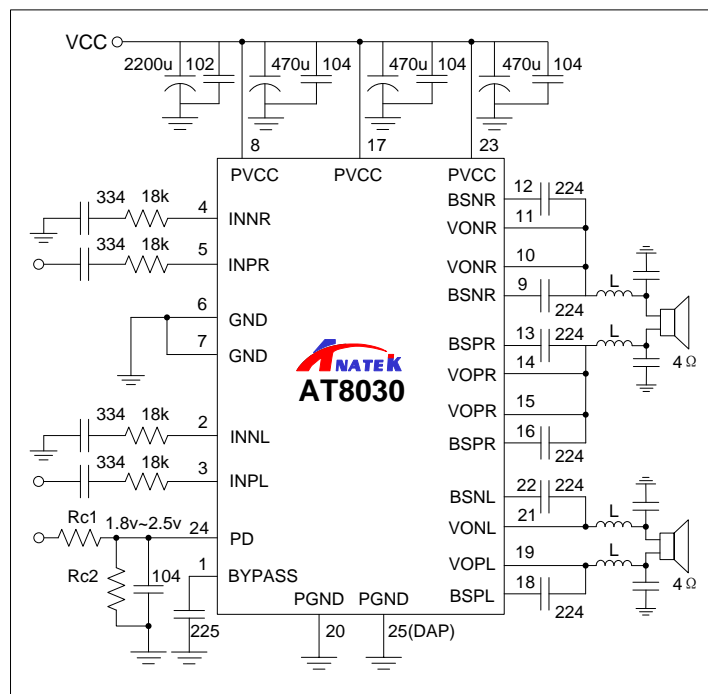 VCC
2200u 102 470u 104 470u 104 470u 104
8 17 23
PVCC PVCC PVCC
334 18k 4 INNR
334 18k 5 INPR
6 GND
7 GND
334 18k 2 INNL
334 18k 3 INPL
Rc1 1.8v~2.5v 24 PD
Rc2 104
1 BYPASS
225
ANATEK
AT8030
BSNR 12 224
VONR 11
VONR 10
BSNR 9 224 L
BSPR 13 224 L
4Ω
VOPR 14
VOPR 15
BSPR 16 224
BSNL 22 224
VONL 21 L
VOPL 19 L
4Ω
BSPL 18 224
PGND PGND
20 25(DAP)